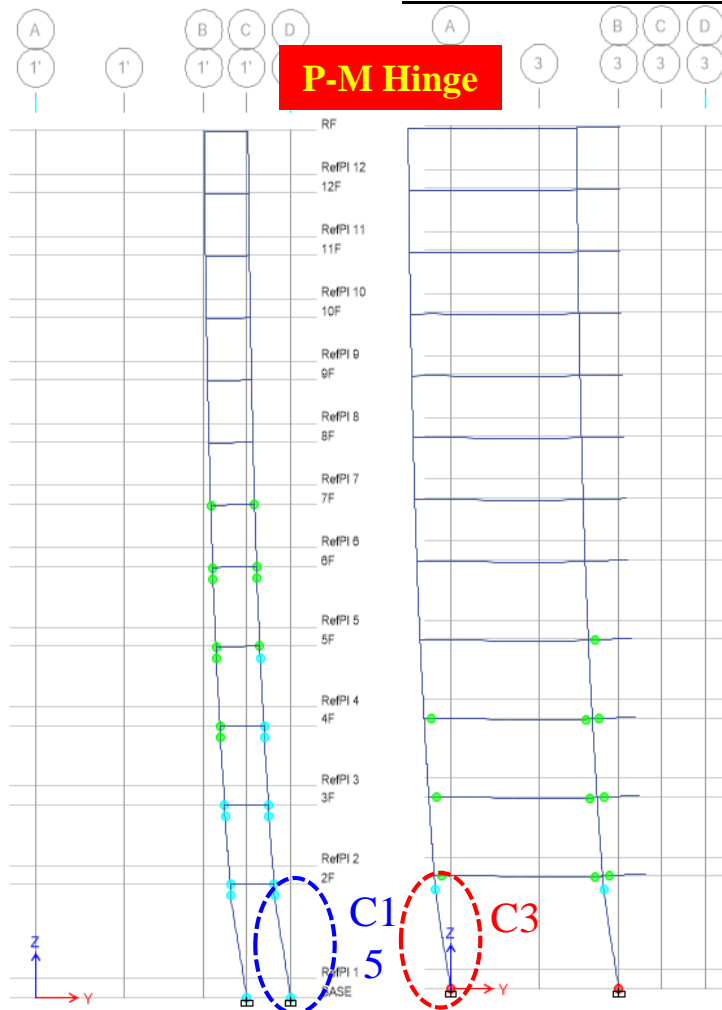 A B C D A B C D
1' 1' 1' 1' 3 3 3 3
P-M Hinge
RF
RefPl 12
12F
RefPl 11
11F
RefPl 10
10F
RefPl 9
9F
RefPl 8
8F
RefPl 7
7F
RefPl 6
6F
RefPl 5
5F
RefPl 4
4F
RefPl 3
3F
RefPl 2
2F
C1
5
C3
Z
Z
RefPl 1
BASE
Y
Y